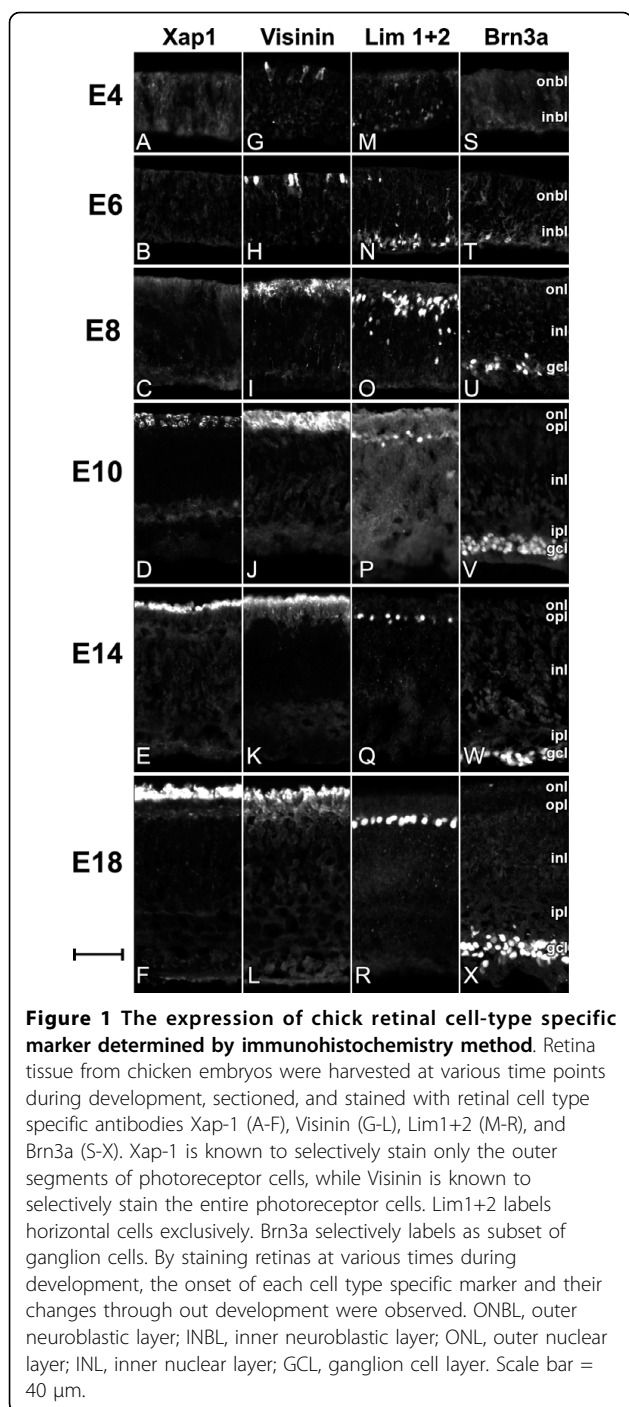 Xap1 Visinin Lim 1+2 Brn3a
E4 onbl
inbl
A G M S
E6 onbl
inbl
B H N T
E8 onl
inl
gcl
C I O U
E10 onl
opl
inl
ipl
gcl
D J P V
E14 onl
opl
inl
ipl
gcl
E K Q W
E18 onl
opl
inl
ipl
gcl
F L R X
Figure 1 The expression of chick retinal cell-type specific
marker determined by immunohistochemistry method. Retina
tissue from chicken embryos were harvested at various time points
during development, sectioned, and stained with retinal cell type
specific antibodies Xap-1 (A-F), Visinin (G-L), Lim1+2 (M-R), and
Brn3a (S-X). Xap-1 is known to selectively stain only the outer
segments of photoreceptor cells, while Visinin is known to
selectively stain the entire photoreceptor cells. Lim1+2 labels
horizontal cells exclusively. Brn3a selectively labels as subset of
ganglion cells. By staining retinas at various times during
development, the onset of each cell type specific marker and their
changes through out development were observed. ONBL, outer
neuroblastic layer; INBL, inner neuroblastic layer; ONL, outer nuclear
layer; INL, inner nuclear layer; GCL, ganglion cell layer. Scale bar =
40 μm.